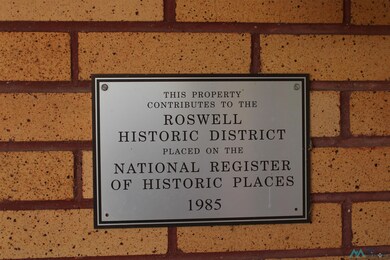 THIS PROPERTY
CONTRIBUTES TO THE
ROSWELL
HISTORIC DISTRICT
PLACED ON THE
NATIONAL REGISTER
OF HISTORIC PLACES
1985